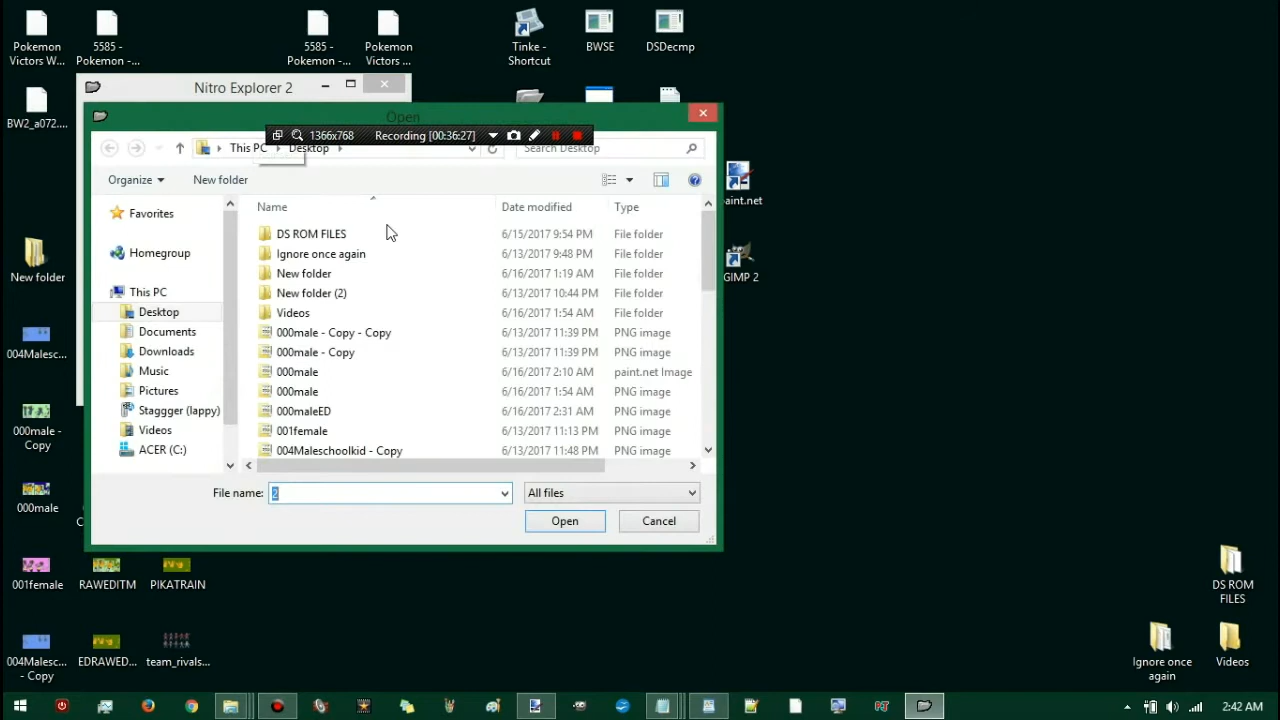 Pokemon
Victors W...
5585 -
Pokemon -...
5585 -
Pokemon -...
Pokemon
Victors ...
Tinke -
Shortcut
BWSE
DSDecmp
Nitro Explorer 2
BW2_a072....
Open
1366x768
Recording [00:36:27]
This PC
Desktop
Search Desktop
Organize
New folder
Name
Date modified
Type
Favorites
Homegroup
This PC
Desktop
Documents
Downloads
Music
Pictures
Staggger (lappy)
Videos
ACER (C:)
DS ROM FILES 6/15/2017 9:54 PM File folder
Ignore once again 6/13/2017 9:48 PM File folder
New folder 6/16/2017 1:19 AM File folder
New folder (2) 6/13/2017 10:44 PM File folder
Videos 6/16/2017 1:54 AM File folder
000male - Copy - Copy 6/13/2017 11:39 PM PNG image
000male - Copy 6/13/2017 11:39 PM PNG image
000male 6/16/2017 2:10 AM paint.net Image
000male 6/16/2017 1:54 AM PNG image
000maleED 6/16/2017 2:31 AM PNG image
001female 6/13/2017 11:13 PM PNG image
004Maleschoolkid - Copy 6/13/2017 11:48 PM PNG image
File name:
2
All files
Open
Cancel
paint.net
GIMP 2
New folder
004Malesc...
000male -
Copy
000male
001female
RAWEDITM
PIKATRAIN
004Malesc...
- Copy
EDRAWED...
team_rivals...
DS ROM
FILES
Ignore once
again
Videos
2:42 AM